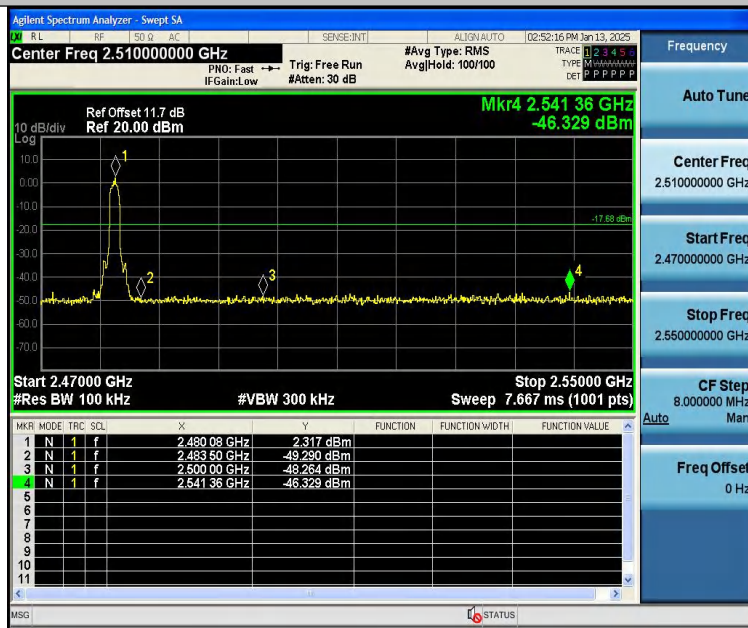 Agilent Spectrum Analyzer - Swept SA
LXI RL RF 50 Ω AC SENSE:INT ALIGN AUTO 02:52:16 PM Jan 13, 2025
Center Freq 2.510000000 GHz
PNO: Fast
IFGain:Low
Trig: Free Run
#Atten: 30 dB
#Avg Type: RMS
Avg|Hold: 100/100
TRACE 1 2 3 4 5 6
TYPE M
DET P P P P P P
Ref Offset 11.7 dB
10 dB/div Ref 20.00 dBm
Log
Mkr4 2.541 36 GHz
-46.329 dBm
10.0
0.00
-10.0
-20.0
-30.0
-40.0
-50.0
-60.0
-70.0
1
2
3
4
-17.68 dBm
Start 2.47000 GHz Stop 2.55000 GHz
#Res BW 100 kHz #VBW 300 kHz Sweep 7.667 ms (1001 pts)
MKR MODE TRC SCL X Y FUNCTION FUNCTION WIDTH FUNCTION VALUE
1 N 1 f 2.480 08 GHz 2.317 dBm
2 N 1 f 2.483 50 GHz -49.290 dBm
3 N 1 f 2.500 00 GHz -48.264 dBm
4 N 1 f 2.541 36 GHz -46.329 dBm
5
6
7
8
9
10
11
MSG STATUS
Frequency
Auto Tune
Center Freq
2.510000000 GHz
Start Freq
2.470000000 GHz
Stop Freq
2.550000000 GHz
CF Step
8.000000 MHz
Auto Man
Freq Offset
0 Hz